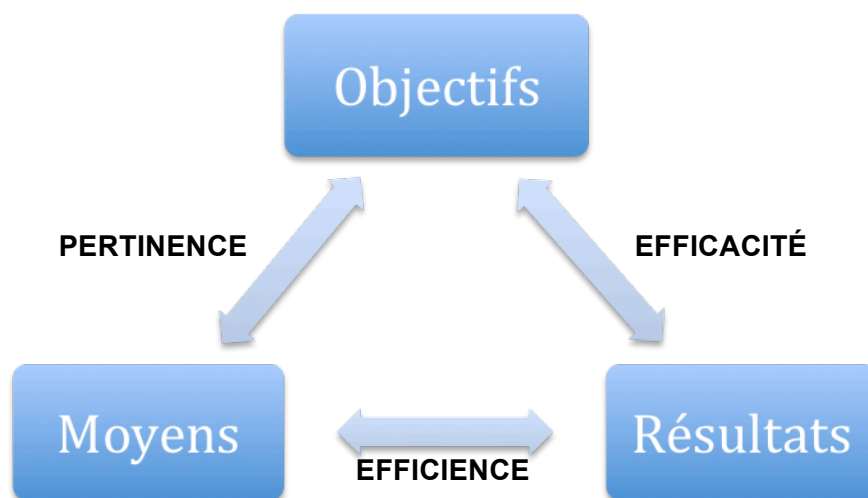 Objectifs
PERTINENCE
EFFICACITÉ
Moyens
Résultats
EFFICIENCE